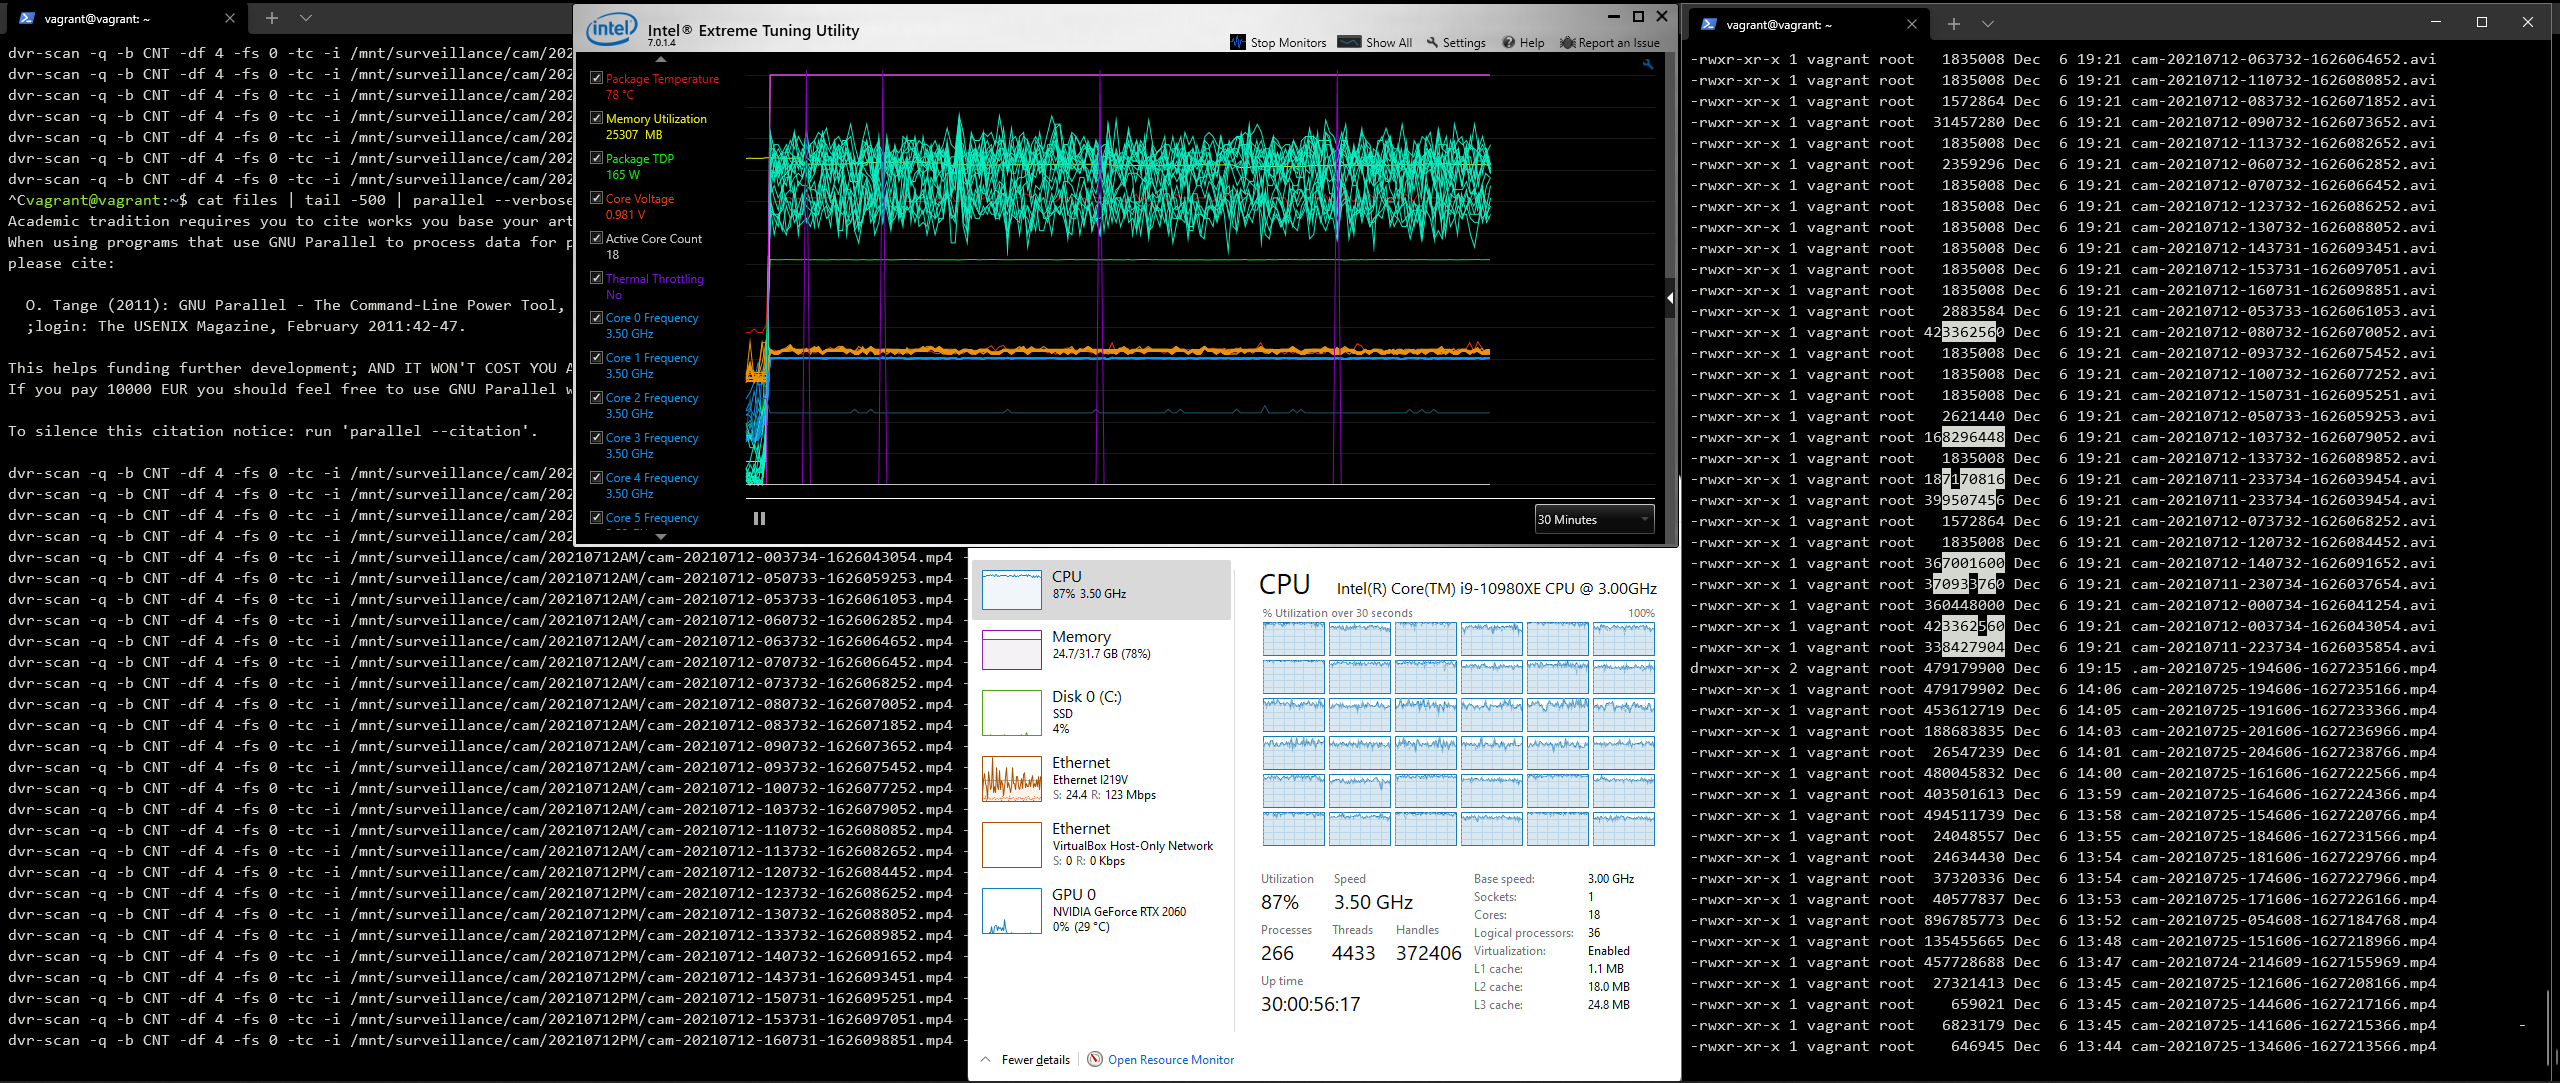 vagrant@vagrant: ~
dvr-scan -q -b CNT -df 4 -fs 0 -tc -i /mnt/surveillance/cam/202
dvr-scan -q -b CNT -df 4 -fs 0 -tc -i /mnt/surveillance/cam/202
dvr-scan -q -b CNT -df 4 -fs 0 -tc -i /mnt/surveillance/cam/202
dvr-scan -q -b CNT -df 4 -fs 0 -tc -i /mnt/surveillance/cam/202
dvr-scan -q -b CNT -df 4 -fs 0 -tc -i /mnt/surveillance/cam/202
dvr-scan -q -b CNT -df 4 -fs 0 -tc -i /mnt/surveillance/cam/202
dvr-scan -q -b CNT -df 4 -fs 0 -tc -i /mnt/surveillance/cam/202
^Cvagrant@vagrant:~$ cat files | tail -500 | parallel --verbose
Academic tradition requires you to cite works you base your art
When using programs that use GNU Parallel to process data for p
please cite:
O. Tange (2011): GNU Parallel - The Command-Line Power Tool,
;login: The USENIX Magazine, February 2011:42-47.
This helps funding further development; AND IT WON'T COST YOU A
If you pay 10000 EUR you should feel free to use GNU Parallel w
To silence this citation notice: run 'parallel --citation'.
dvr-scan -q -b CNT -df 4 -fs 0 -tc -i /mnt/surveillance/cam/202
dvr-scan -q -b CNT -df 4 -fs 0 -tc -i /mnt/surveillance/cam/202
dvr-scan -q -b CNT -df 4 -fs 0 -tc -i /mnt/surveillance/cam/202
dvr-scan -q -b CNT -df 4 -fs 0 -tc -i /mnt/surveillance/cam/202
dvr-scan -q -b CNT -df 4 -fs 0 -tc -i /mnt/surveillance/cam/20210712AM/cam-20210712-003734-1626043054.mp4 -
dvr-scan -q -b CNT -df 4 -fs 0 -tc -i /mnt/surveillance/cam/20210712AM/cam-20210712-050733-1626059253.mp4 -
dvr-scan -q -b CNT -df 4 -fs 0 -tc -i /mnt/surveillance/cam/20210712AM/cam-20210712-053733-1626061053.mp4 -
dvr-scan -q -b CNT -df 4 -fs 0 -tc -i /mnt/surveillance/cam/20210712AM/cam-20210712-060732-1626062852.mp4 -
dvr-scan -q -b CNT -df 4 -fs 0 -tc -i /mnt/surveillance/cam/20210712AM/cam-20210712-063732-1626064652.mp4 -
dvr-scan -q -b CNT -df 4 -fs 0 -tc -i /mnt/surveillance/cam/20210712AM/cam-20210712-070732-1626066452.mp4 -
dvr-scan -q -b CNT -df 4 -fs 0 -tc -i /mnt/surveillance/cam/20210712AM/cam-20210712-073732-1626068252.mp4 -
dvr-scan -q -b CNT -df 4 -fs 0 -tc -i /mnt/surveillance/cam/20210712AM/cam-20210712-080732-1626070052.mp4 -
dvr-scan -q -b CNT -df 4 -fs 0 -tc -i /mnt/surveillance/cam/20210712AM/cam-20210712-083732-1626071852.mp4 -
dvr-scan -q -b CNT -df 4 -fs 0 -tc -i /mnt/surveillance/cam/20210712AM/cam-20210712-090732-1626073652.mp4 -
dvr-scan -q -b CNT -df 4 -fs 0 -tc -i /mnt/surveillance/cam/20210712AM/cam-20210712-093732-1626075452.mp4 -
dvr-scan -q -b CNT -df 4 -fs 0 -tc -i /mnt/surveillance/cam/20210712AM/cam-20210712-100732-1626077252.mp4 -
dvr-scan -q -b CNT -df 4 -fs 0 -tc -i /mnt/surveillance/cam/20210712AM/cam-20210712-103732-1626079052.mp4 -
dvr-scan -q -b CNT -df 4 -fs 0 -tc -i /mnt/surveillance/cam/20210712AM/cam-20210712-110732-1626080852.mp4 -
dvr-scan -q -b CNT -df 4 -fs 0 -tc -i /mnt/surveillance/cam/20210712AM/cam-20210712-113732-1626082652.mp4 -
dvr-scan -q -b CNT -df 4 -fs 0 -tc -i /mnt/surveillance/cam/20210712PM/cam-20210712-120732-1626084452.mp4 -
dvr-scan -q -b CNT -df 4 -fs 0 -tc -i /mnt/surveillance/cam/20210712PM/cam-20210712-123732-1626086252.mp4 -
dvr-scan -q -b CNT -df 4 -fs 0 -tc -i /mnt/surveillance/cam/20210712PM/cam-20210712-130732-1626088052.mp4 -
dvr-scan -q -b CNT -df 4 -fs 0 -tc -i /mnt/surveillance/cam/20210712PM/cam-20210712-133732-1626089852.mp4 -
dvr-scan -q -b CNT -df 4 -fs 0 -tc -i /mnt/surveillance/cam/20210712PM/cam-20210712-140732-1626091652.mp4 -
dvr-scan -q -b CNT -df 4 -fs 0 -tc -i /mnt/surveillance/cam/20210712PM/cam-20210712-143731-1626093451.mp4 -
dvr-scan -q -b CNT -df 4 -fs 0 -tc -i /mnt/surveillance/cam/20210712PM/cam-20210712-150731-1626095251.mp4 -
dvr-scan -q -b CNT -df 4 -fs 0 -tc -i /mnt/surveillance/cam/20210712PM/cam-20210712-153731-1626097051.mp4 -
dvr-scan -q -b CNT -df 4 -fs 0 -tc -i /mnt/surveillance/cam/20210712PM/cam-20210712-160731-1626098851.mp4 -
intel
Intel® Extreme Tuning Utility
7.0.1.4
Stop Monitors Show All Settings Help Report an Issue
Package Temperature
78 °C
Memory Utilization
25307 MB
Package TDP
165 W
Core Voltage
0.981 V
Active Core Count
18
Thermal Throttling
No
Core 0 Frequency
3.50 GHz
Core 1 Frequency
3.50 GHz
Core 2 Frequency
3.50 GHz
Core 3 Frequency
3.50 GHz
Core 4 Frequency
3.50 GHz
Core 5 Frequency
30 Minutes
CPU
87% 3.50 GHz
Memory
24.7/31.7 GB (78%)
Disk 0 (C:)
SSD
4%
Ethernet
Ethernet I219V
S: 24.4 R: 123 Mbps
Ethernet
VirtualBox Host-Only Network
S: 0 R: 0 Kbps
GPU 0
NVIDIA GeForce RTX 2060
0% (29 °C)
CPU Intel(R) Core(TM) i9-10980XE CPU @ 3.00GHz
% Utilization over 30 seconds 100%
Utilization Speed
87% 3.50 GHz
Processes Threads Handles
266 4433 372406
Up time
30:00:56:17
Base speed: 3.00 GHz
Sockets: 1
Cores: 18
Logical processors: 36
Virtualization: Enabled
L1 cache: 1.1 MB
L2 cache: 18.0 MB
L3 cache: 24.8 MB
Fewer details Open Resource Monitor
vagrant@vagrant: ~
-rwxr-xr-x 1 vagrant root 1835008 Dec 6 19:21 cam-20210712-063732-1626064652.avi
-rwxr-xr-x 1 vagrant root 1835008 Dec 6 19:21 cam-20210712-110732-1626080852.avi
-rwxr-xr-x 1 vagrant root 1572864 Dec 6 19:21 cam-20210712-083732-1626071852.avi
-rwxr-xr-x 1 vagrant root 31457280 Dec 6 19:21 cam-20210712-090732-1626073652.avi
-rwxr-xr-x 1 vagrant root 1835008 Dec 6 19:21 cam-20210712-113732-1626082652.avi
-rwxr-xr-x 1 vagrant root 2359296 Dec 6 19:21 cam-20210712-060732-1626062852.avi
-rwxr-xr-x 1 vagrant root 1835008 Dec 6 19:21 cam-20210712-070732-1626066452.avi
-rwxr-xr-x 1 vagrant root 1835008 Dec 6 19:21 cam-20210712-123732-1626086252.avi
-rwxr-xr-x 1 vagrant root 1835008 Dec 6 19:21 cam-20210712-130732-1626088052.avi
-rwxr-xr-x 1 vagrant root 1835008 Dec 6 19:21 cam-20210712-143731-1626093451.avi
-rwxr-xr-x 1 vagrant root 1835008 Dec 6 19:21 cam-20210712-153731-1626097051.avi
-rwxr-xr-x 1 vagrant root 1835008 Dec 6 19:21 cam-20210712-160731-1626098851.avi
-rwxr-xr-x 1 vagrant root 2883584 Dec 6 19:21 cam-20210712-053733-1626061053.avi
-rwxr-xr-x 1 vagrant root 423362560 Dec 6 19:21 cam-20210712-080732-1626070052.avi
-rwxr-xr-x 1 vagrant root 1835008 Dec 6 19:21 cam-20210712-093732-1626075452.avi
-rwxr-xr-x 1 vagrant root 1835008 Dec 6 19:21 cam-20210712-100732-1626077252.avi
-rwxr-xr-x 1 vagrant root 1835008 Dec 6 19:21 cam-20210712-150731-1626095251.avi
-rwxr-xr-x 1 vagrant root 2621440 Dec 6 19:21 cam-20210712-050733-1626059253.avi
-rwxr-xr-x 1 vagrant root 168296448 Dec 6 19:21 cam-20210712-103732-1626079052.avi
-rwxr-xr-x 1 vagrant root 1835008 Dec 6 19:21 cam-20210712-133732-1626089852.avi
-rwxr-xr-x 1 vagrant root 187170816 Dec 6 19:21 cam-20210711-233734-1626039454.avi
-rwxr-xr-x 1 vagrant root 399507456 Dec 6 19:21 cam-20210711-233734-1626039454.avi
-rwxr-xr-x 1 vagrant root 1572864 Dec 6 19:21 cam-20210712-073732-1626068252.avi
-rwxr-xr-x 1 vagrant root 1835008 Dec 6 19:21 cam-20210712-120732-1626084452.avi
-rwxr-xr-x 1 vagrant root 367001600 Dec 6 19:21 cam-20210712-140732-1626091652.avi
-rwxr-xr-x 1 vagrant root 370933760 Dec 6 19:21 cam-20210711-230734-1626037654.avi
-rwxr-xr-x 1 vagrant root 360448000 Dec 6 19:21 cam-20210712-000734-1626041254.avi
-rwxr-xr-x 1 vagrant root 423362560 Dec 6 19:21 cam-20210712-003734-1626043054.avi
-rwxr-xr-x 1 vagrant root 338427904 Dec 6 19:21 cam-20210711-223734-1626035854.avi
drwxr-xr-x 2 vagrant root 479179900 Dec 6 19:15 .am-20210725-194606-1627235166.mp4
-rwxr-xr-x 1 vagrant root 479179902 Dec 6 14:06 cam-20210725-194606-1627235166.mp4
-rwxr-xr-x 1 vagrant root 453612719 Dec 6 14:05 cam-20210725-191606-1627233366.mp4
-rwxr-xr-x 1 vagrant root 188683835 Dec 6 14:03 cam-20210725-201606-1627236966.mp4
-rwxr-xr-x 1 vagrant root 26547239 Dec 6 14:01 cam-20210725-204606-1627238766.mp4
-rwxr-xr-x 1 vagrant root 480045832 Dec 6 14:00 cam-20210725-161606-1627222566.mp4
-rwxr-xr-x 1 vagrant root 403501613 Dec 6 13:59 cam-20210725-164606-1627224366.mp4
-rwxr-xr-x 1 vagrant root 494511739 Dec 6 13:58 cam-20210725-154606-1627220766.mp4
-rwxr-xr-x 1 vagrant root 24048557 Dec 6 13:55 cam-20210725-184606-1627231566.mp4
-rwxr-xr-x 1 vagrant root 24634430 Dec 6 13:54 cam-20210725-181606-1627229766.mp4
-rwxr-xr-x 1 vagrant root 37320336 Dec 6 13:54 cam-20210725-174606-1627227966.mp4
-rwxr-xr-x 1 vagrant root 40577837 Dec 6 13:53 cam-20210725-171606-1627226166.mp4
-rwxr-xr-x 1 vagrant root 896785773 Dec 6 13:52 cam-20210725-054608-1627184768.mp4
-rwxr-xr-x 1 vagrant root 135455665 Dec 6 13:48 cam-20210725-151606-1627218966.mp4
-rwxr-xr-x 1 vagrant root 457728688 Dec 6 13:47 cam-20210724-214609-1627155969.mp4
-rwxr-xr-x 1 vagrant root 27321413 Dec 6 13:45 cam-20210725-121606-1627208166.mp4
-rwxr-xr-x 1 vagrant root 659021 Dec 6 13:45 cam-20210725-144606-1627217166.mp4
-rwxr-xr-x 1 vagrant root 6823179 Dec 6 13:45 cam-20210725-141606-1627215366.mp4 -
-rwxr-xr-x 1 vagrant root 646945 Dec 6 13:44 cam-20210725-134606-1627213566.mp4